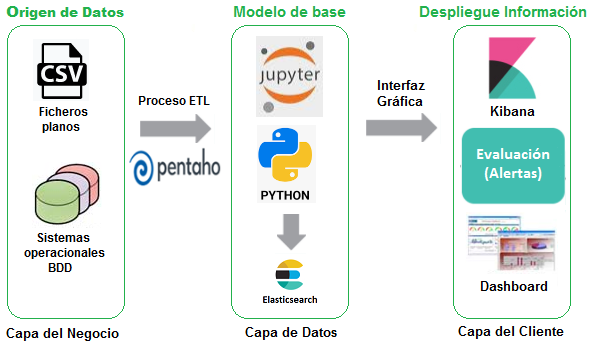 Origen de Datos
CSV
Ficheros
planos
Sistemas
operacionales
BDD
Capa del Negocio
Proceso ETL
pentaho
Modelo de base
jupyter
PYTHON
Elasticsearch
Capa de Datos
Interfaz
Gráfica
Despliegue Información
Kibana
Evaluación
(Alertas)
Dashboard
Capa del Cliente